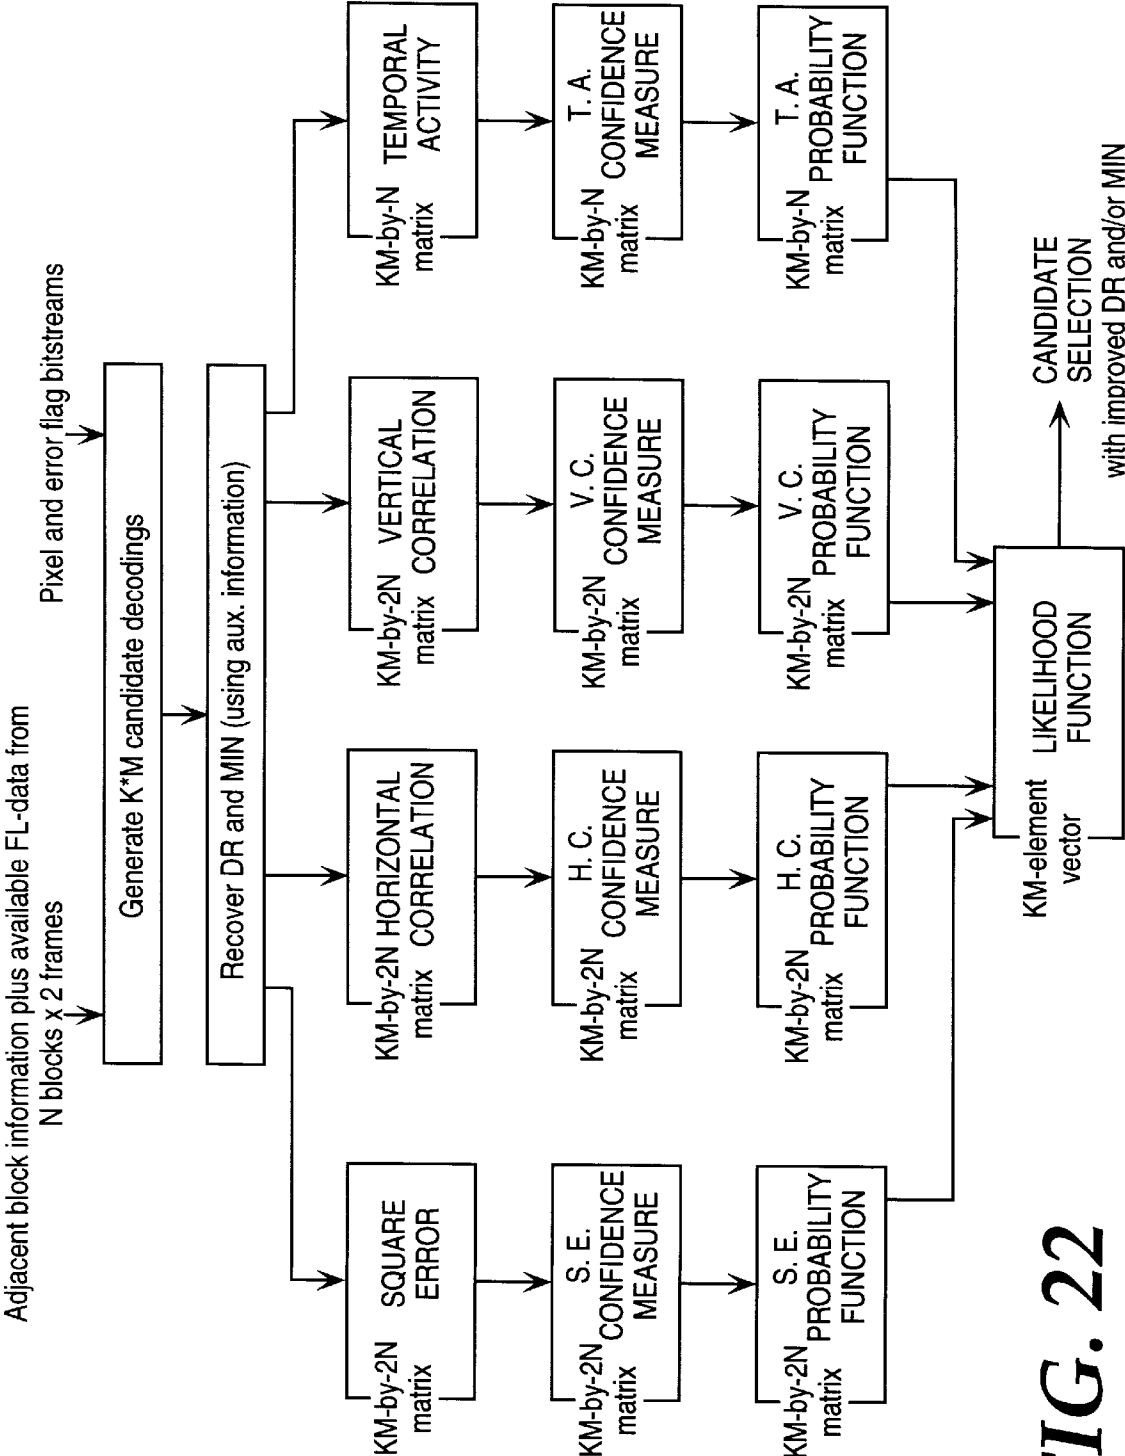 Adjacent block information plus available FL-data from
N blocks x 2 frames
Pixel and error flag bitstreams
Generate K*M candidate decodings
Recover DR and MIN (using aux. information)
KM-by-2N
matrix
SQUARE
ERROR
KM-by-2N
matrix
HORIZONTAL
CORRELATION
KM-by-2N
matrix
VERTICAL
CORRELATION
KM-by-N
matrix
TEMPORAL
ACTIVITY
KM-by-2N
matrix
S. E.
CONFIDENCE
MEASURE
KM-by-2N
matrix
H. C.
CONFIDENCE
MEASURE
KM-by-2N
matrix
V. C.
CONFIDENCE
MEASURE
KM-by-N
matrix
T. A.
CONFIDENCE
MEASURE
KM-by-2N
matrix
S. E.
PROBABILITY
FUNCTION
KM-by-2N
matrix
H. C.
PROBABILITY
FUNCTION
KM-by-2N
matrix
V. C.
PROBABILITY
FUNCTION
KM-by-N
matrix
T. A.
PROBABILITY
FUNCTION
KM-element
vector
LIKELIHOOD
FUNCTION
CANDIDATE
SELECTION
with improved DR and/or MIN
IG. 22